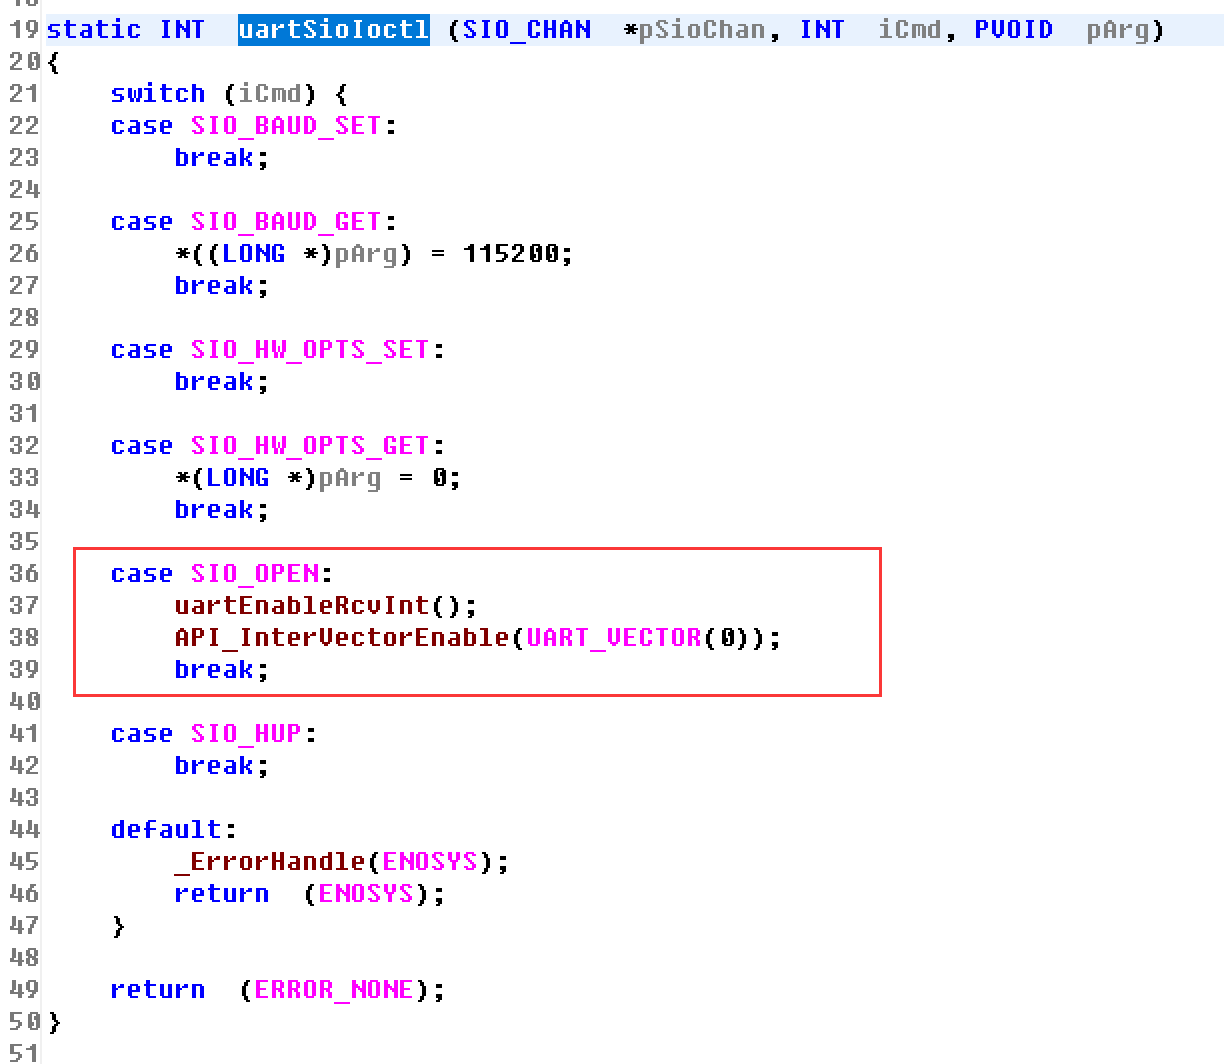 19 static INT  uartSioIoctl (SIO_CHAN  *pSioChan, INT  iCmd, PVOID  pArg)
20 {
21     switch (iCmd) {
22     case SIO_BAUD_SET:
23         break;
24
25     case SIO_BAUD_GET:
26         *((LONG *)pArg) = 115200;
27         break;
28
29     case SIO_HW_OPTS_SET:
30         break;
31
32     case SIO_HW_OPTS_GET:
33         *(LONG *)pArg = 0;
34         break;
35
36     case SIO_OPEN:
37         uartEnableRcvInt();
38         API_InterVectorEnable(UART_VECTOR(0));
39         break;
40
41     case SIO_HUP:
42         break;
43
44     default:
45         _ErrorHandle(ENOSYS);
46         return  (ENOSYS);
47     }
48
49     return  (ERROR_NONE);
50 }
51